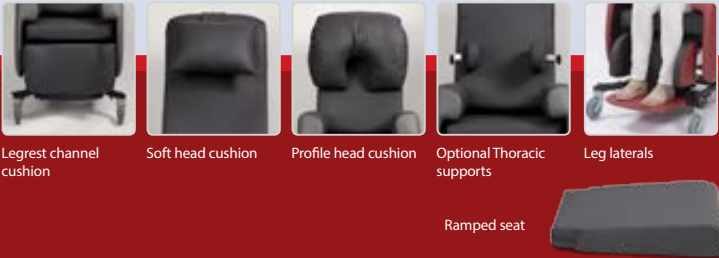 Legrest channel
cushion
Soft head cushion
Profile head cushion
Optional Thoracic
supports
Leg laterals
Ramped seat